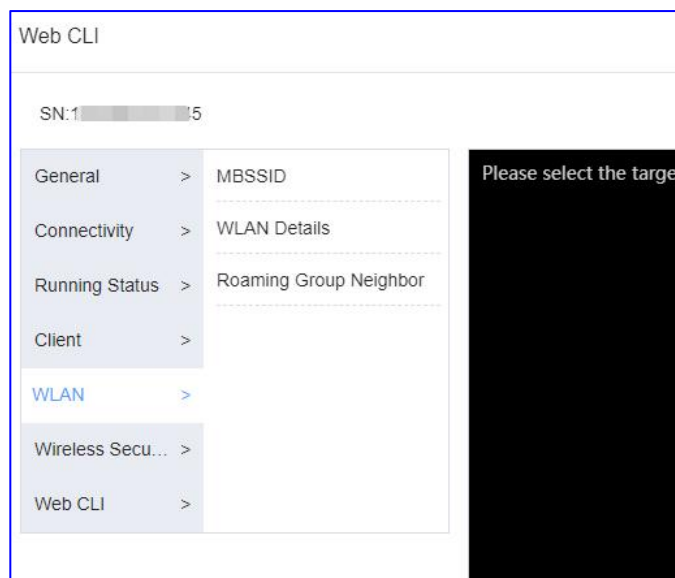 Web CLI
SN:1 5
General >
Connectivity >
Running Status >
Client >
WLAN >
Wireless Secu... >
Web CLI >
MBSSID
WLAN Details
Roaming Group Neighbor
Please select the targe